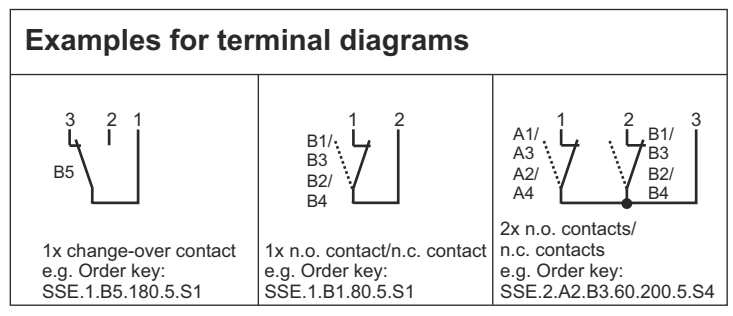 Examples for terminal diagrams
3 2 1
B5
1x change-over contact
e.g. Order key:
SSE.1.B5.180.5.S1
1 2
B1/
B3
B2/
B4
1x n.o. contact/n.c. contact
e.g. Order key:
SSE.1.B1.80.5.S1
1 2 3
A1/ B1/
A3 B3
A2/ B2/
A4 B4
2x n.o. contacts/
n.c. contacts
e.g. Order key:
SSE.2.A2.B3.60.200.5.S4